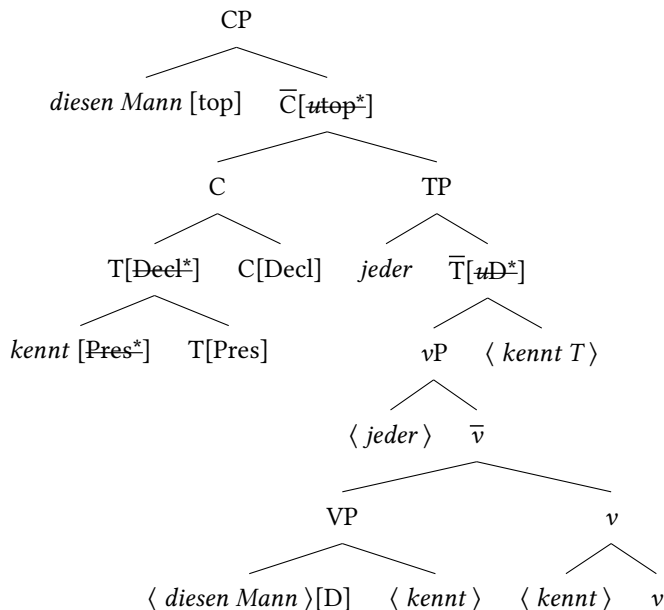 CP
diesen Mann [top] C̅[utop*]
C TP
T[Decl*] C[Decl] jeder T̅[uD*]
kennt [Pres*] T[Pres] vP ⟨ kennt T ⟩
⟨ jeder ⟩ v̅
VP v
⟨ diesen Mann ⟩[D] ⟨ kennt ⟩ ⟨ kennt ⟩ v